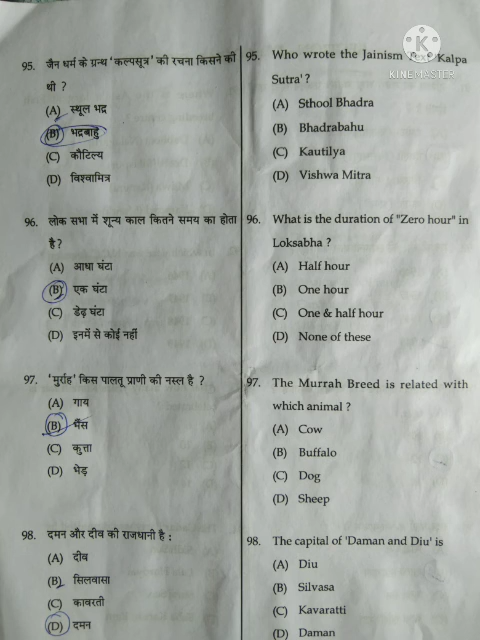 95. जैन धर्म के ग्रन्थ 'कल्पसूत्र' की रचना किसने की
थी ?
(A) स्थूल भद्र
(B) भद्रबाहु
(C) कौटिल्य
(D) विश्वामित्र
96. लोक सभा में शून्य काल कितने समय का होता
है?
(A) आधा घंटा
(B) एक घंटा
(C) डेढ़ घंटा
(D) इनमें से कोई नहीं
97. 'मुर्राह' किस पालतू प्राणी की नस्ल है ?
(A) गाय
(B) भैंस
(C) कुत्ता
(D) भेड़
98. दमन और दीव की राजधानी है :
(A) दीव
(B) सिलवासा
(C) कावरती
(D) दमन
95. Who wrote the Jainism Kalpa
Sutra'?
(A) Sthool Bhadra
(B) Bhadrabahu
(C) Kautilya
(D) Vishwa Mitra
96. What is the duration of "Zero hour" in
Loksabha ?
(A) Half hour
(B) One hour
(C) One & half hour
(D) None of these
97. The Murrah Breed is related with
which animal ?
(A) Cow
(B) Buffalo
(C) Dog
(D) Sheep
98. The capital of 'Daman and Diu' is
(A) Diu
(B) Silvasa
(C) Kavaratti
(D) Daman
KINEMASTER